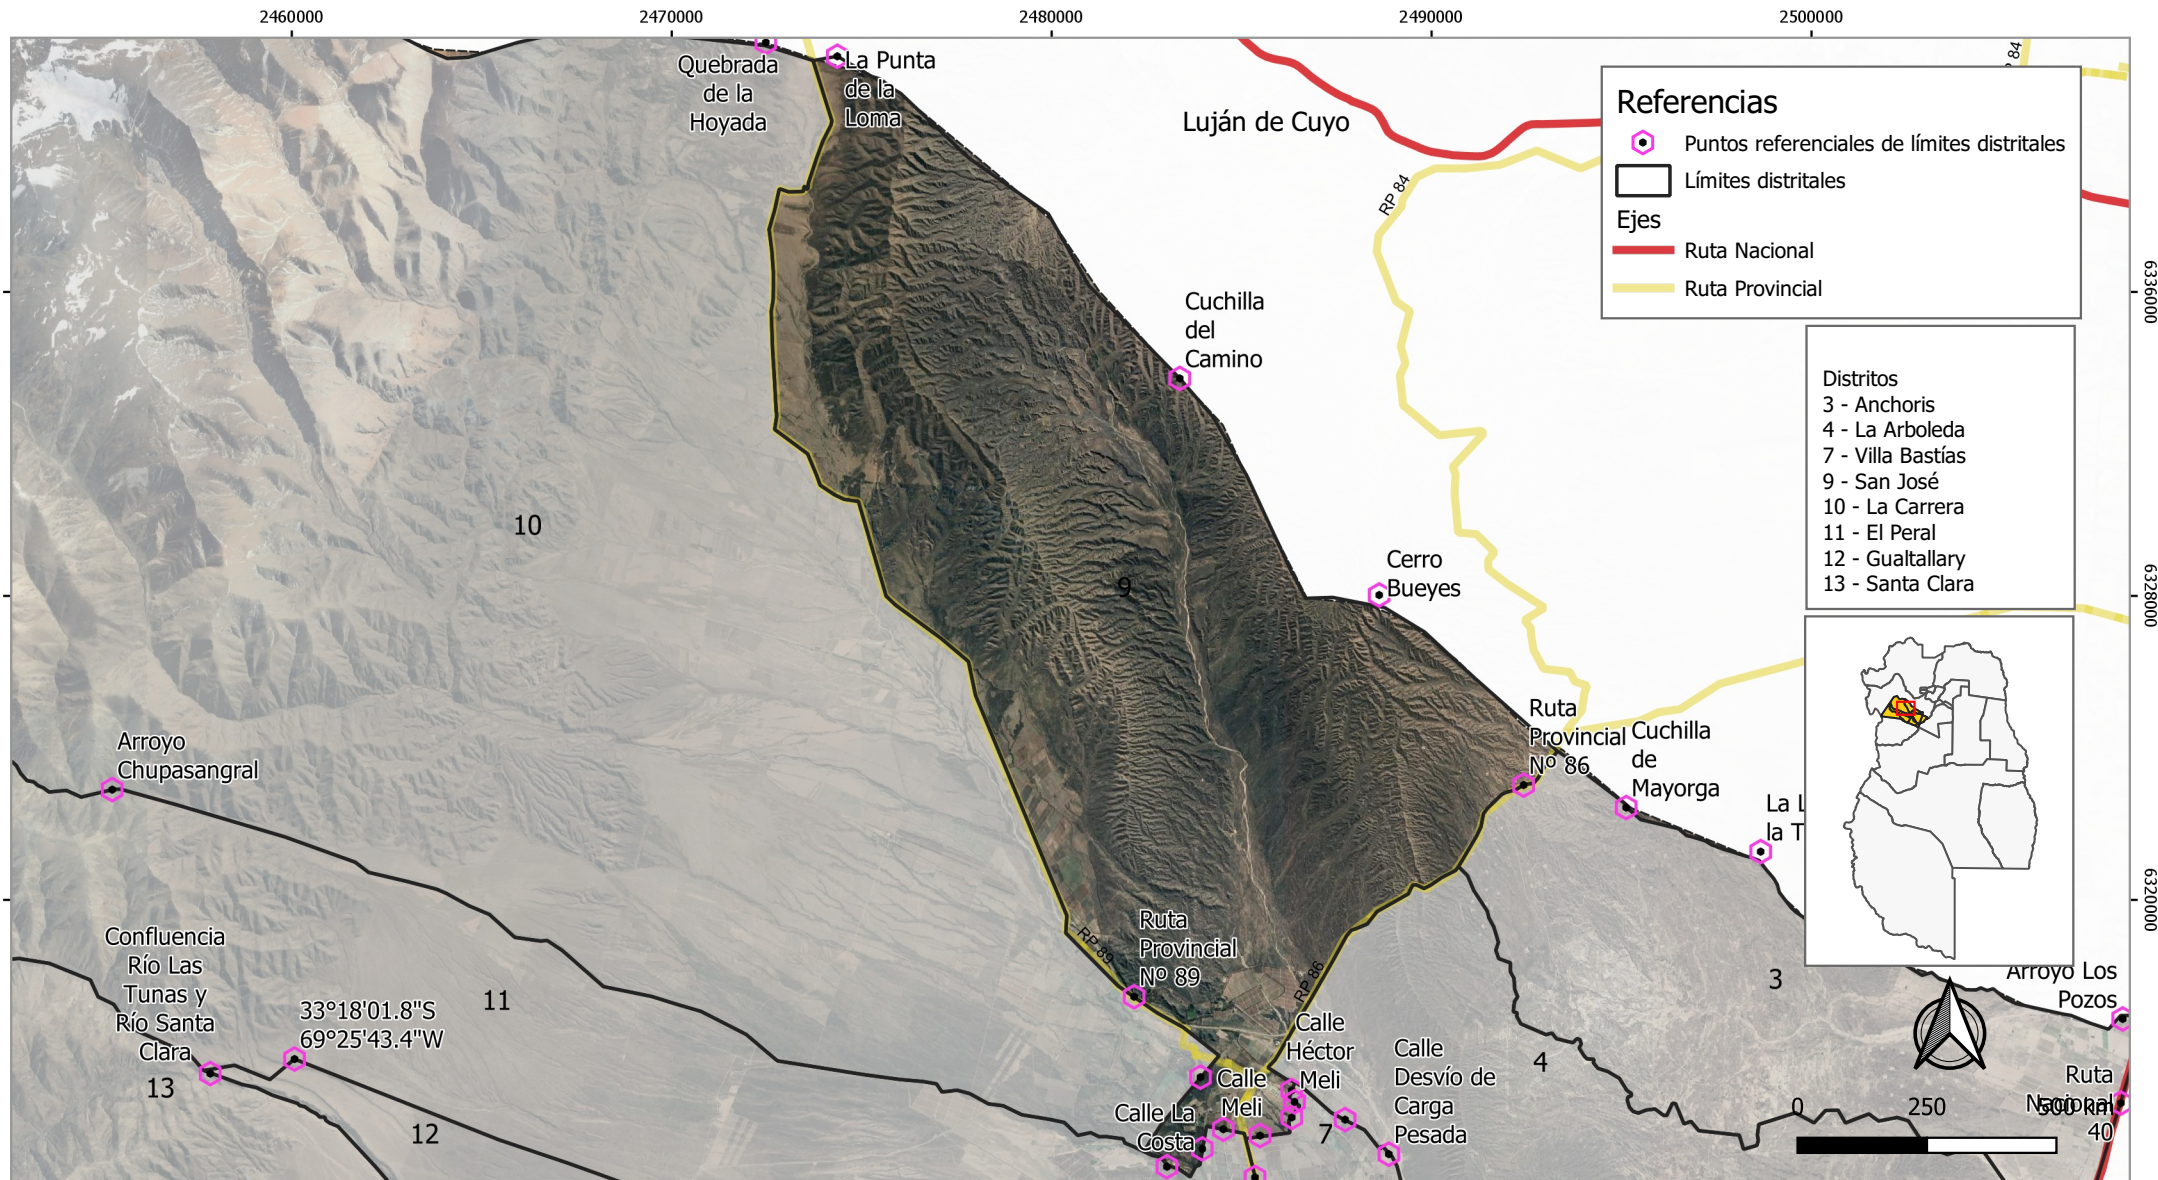 2460000
2470000
2480000
2490000
2500000
Quebrada
de la
Hoyada
La Punta
de la
Loma
Luján de Cuyo
RP 84
84
Referencias
Puntos referenciales de límites distritales
Límites distritales
Ejes
Ruta Nacional
Ruta Provincial
6336000
Cuchilla
del
Camino
Distritos
3 - Anchoris
4 - La Arboleda
7 - Villa Bastías
9 - San José
10 - La Carrera
11 - El Peral
12 - Gualtallary
13 - Santa Clara
10
9
Cerro
Bueyes
6328000
Ruta
Provincial
Nº 86
Cuchilla
de
Mayorga
La L
la T
Arroyo
Chupasangral
6320000
Confluencia
Río Las
Tunas y
Río Santa
Clara
33°18'01.8"S
69°25'43.4"W
11
13
12
RP 89
Ruta
Provincial
Nº 89
RP 86
Calle
Héctor
Meli
Calle
Meli
Calle La
Costa
Calle
Desvío de
Carga
Pesada
7
4
3
Arroyo Los
Pozos
Ruta
Nacional
40
0 250 500 km